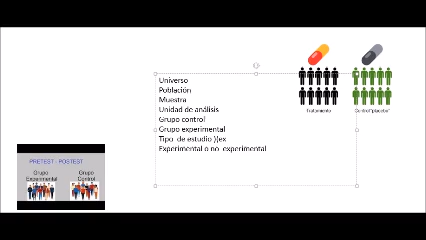 Universo
Población
Muestra
Unidad de análisis
Grupo control
Grupo experimental
Tipo de estudio )(ex
Experimental o no experimental
Tratamiento
Control "placebo"
PRETEST - POSTEST
Grupo Experimental
Grupo Control